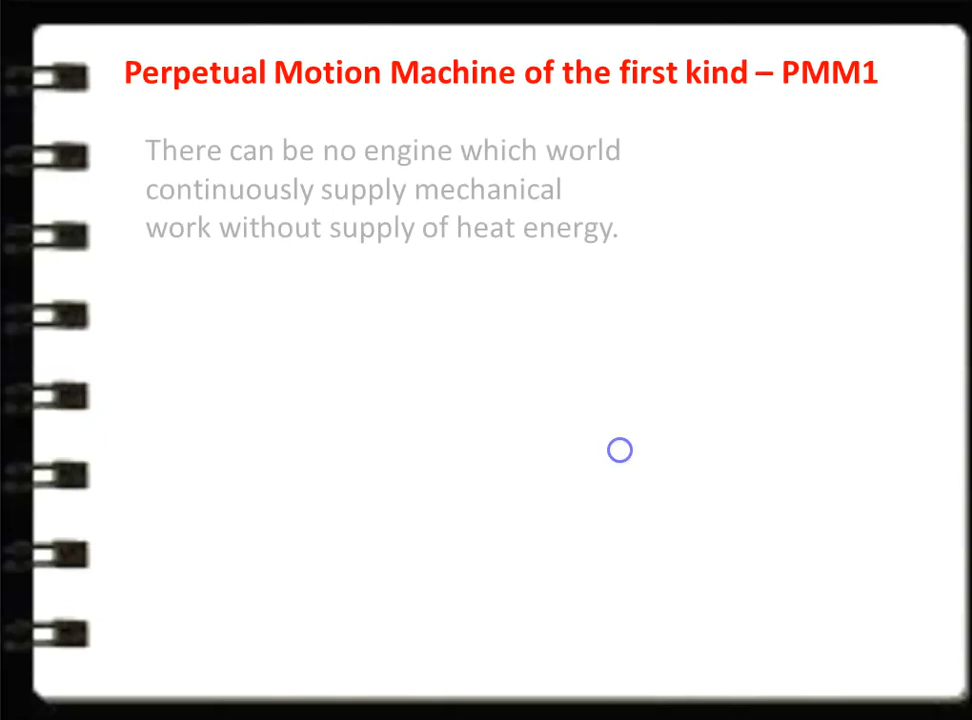 Perpetual Motion Machine of the first kind – PMM1
There can be no engine which world
continuously supply mechanical
work without supply of heat energy.